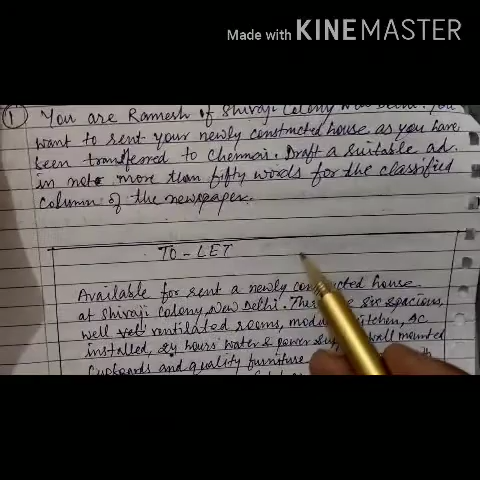 Made with KINEMASTER
1 You are Ramesh of Shivaji Colony New Delhi. You
want to rent your newly constructed house as you have
been transferred to Chennai. Draft a suitable ad.
in not more than fifty words for the classified
column of the newspaper.
TO-LET
Available for rent a newly constructed house
at Shivaji Colony, New Delhi. There are six spacious,
well ventilated rooms, modular kitchen, AC
installed, 24 hours water & power supply wall mounted
Cupboards and quality furniture